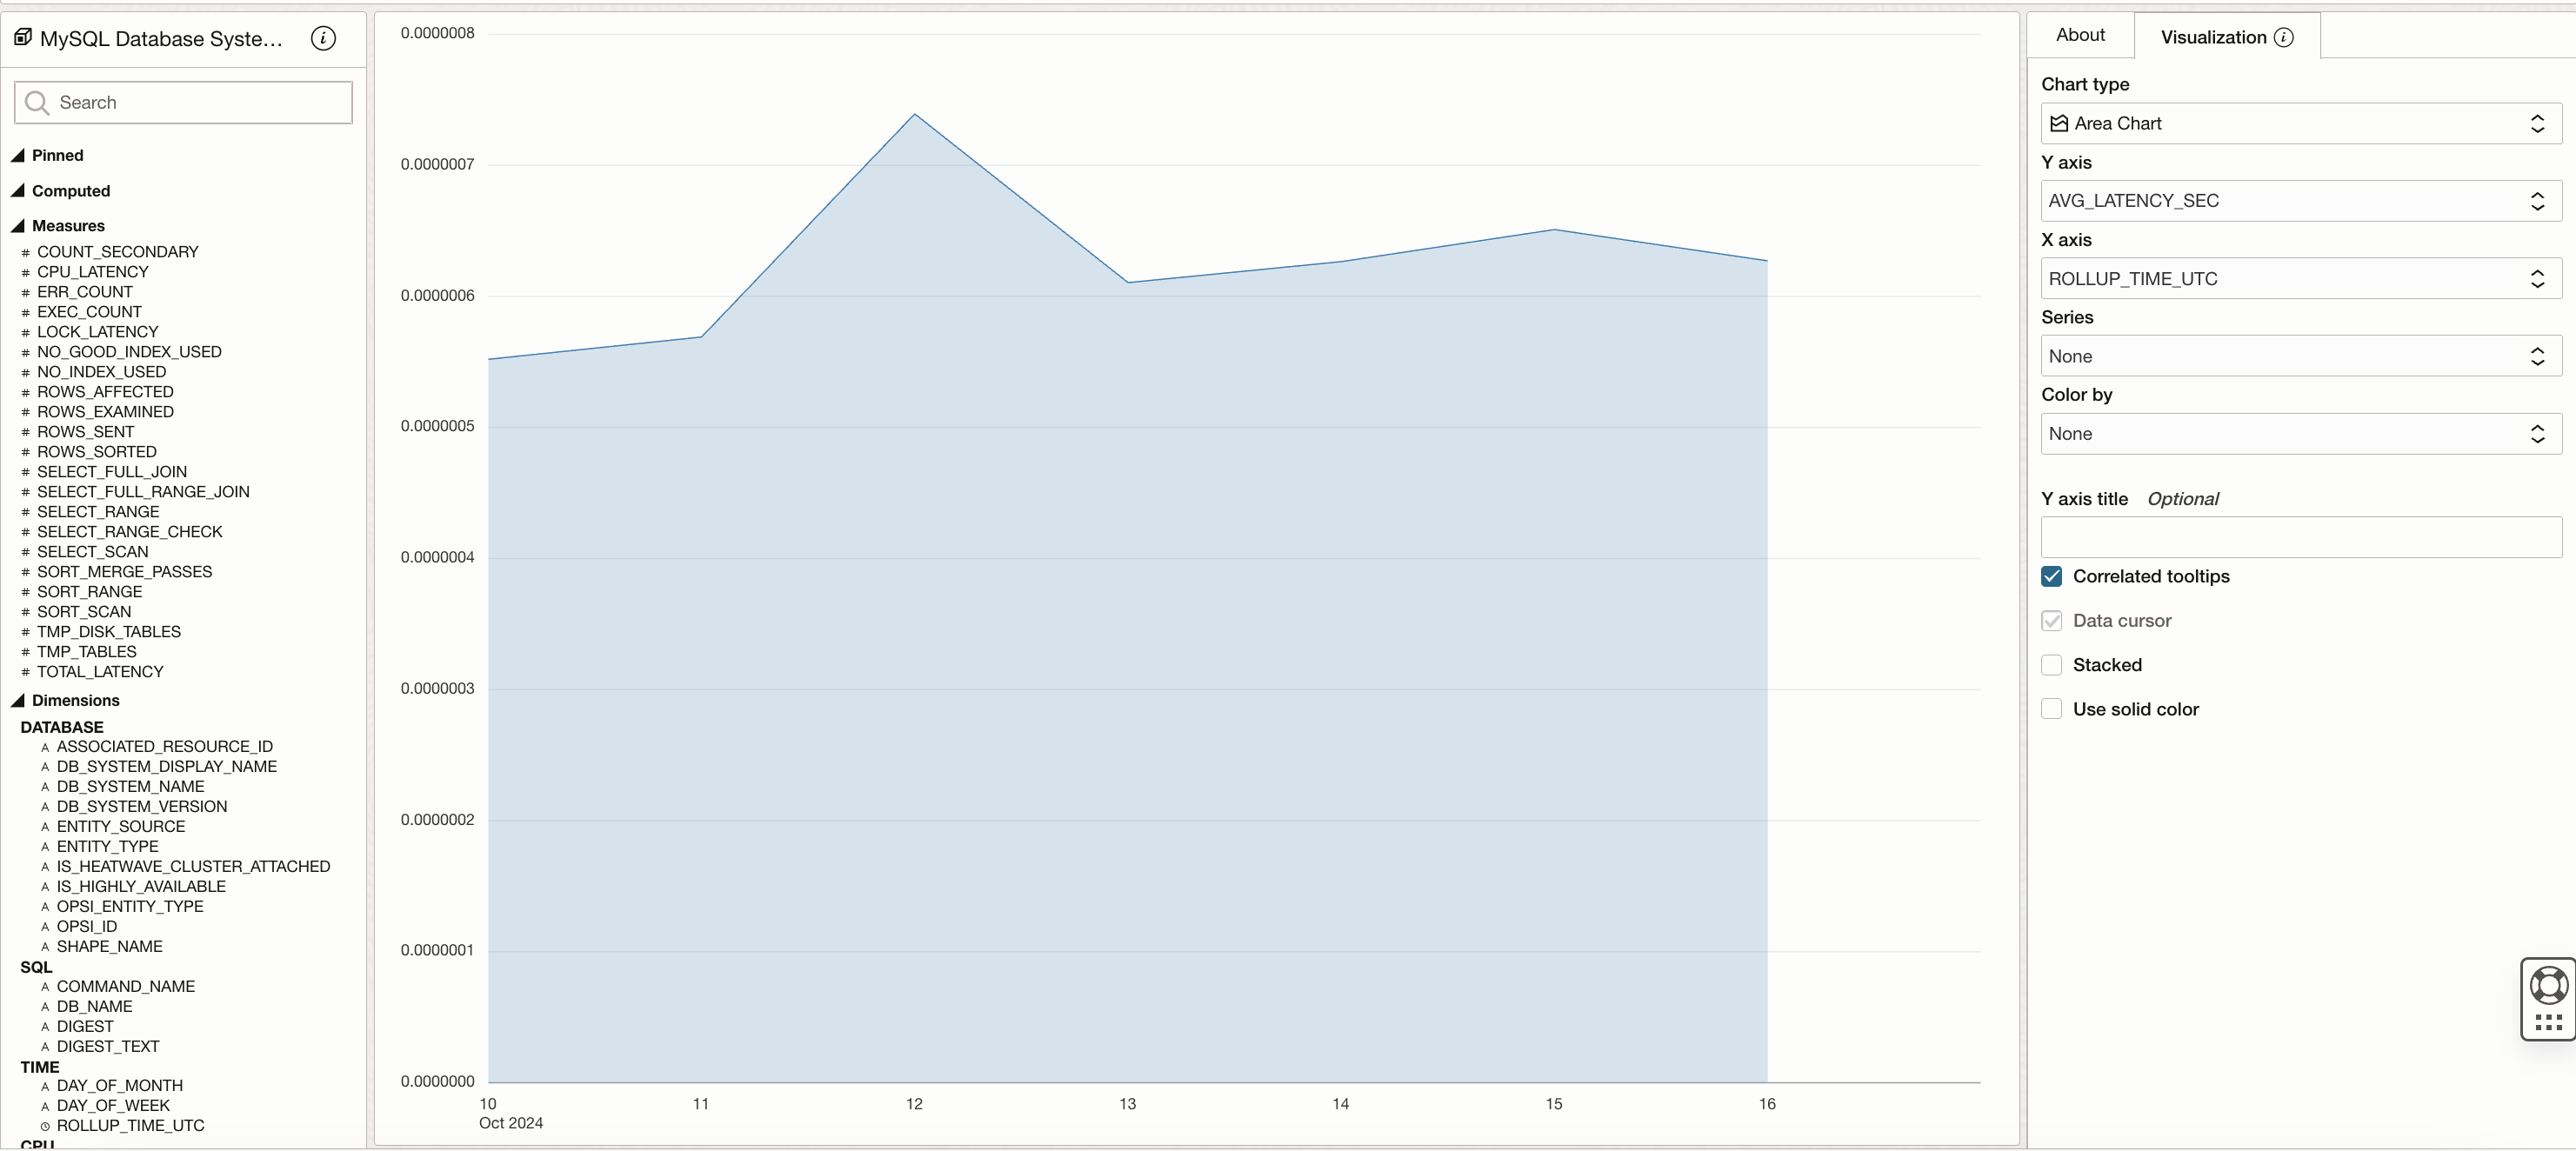 MySQL Database Syste...
Search
Pinned
Computed
Measures
# COUNT_SECONDARY
# CPU_LATENCY
# ERR_COUNT
# EXEC_COUNT
# LOCK_LATENCY
# NO_GOOD_INDEX_USED
# NO_INDEX_USED
# ROWS_AFFECTED
# ROWS_EXAMINED
# ROWS_SENT
# ROWS_SORTED
# SELECT_FULL_JOIN
# SELECT_FULL_RANGE_JOIN
# SELECT_RANGE
# SELECT_RANGE_CHECK
# SELECT_SCAN
# SORT_MERGE_PASSES
# SORT_RANGE
# SORT_SCAN
# TMP_DISK_TABLES
# TMP_TABLES
# TOTAL_LATENCY
Dimensions
DATABASE
A ASSOCIATED_RESOURCE_ID
A DB_SYSTEM_DISPLAY_NAME
A DB_SYSTEM_NAME
A DB_SYSTEM_VERSION
A ENTITY_SOURCE
A ENTITY_TYPE
A IS_HEATWAVE_CLUSTER_ATTACHED
A IS_HIGHLY_AVAILABLE
A OPSI_ENTITY_TYPE
A OPSI_ID
A SHAPE_NAME
SQL
A COMMAND_NAME
A DB_NAME
A DIGEST
A DIGEST_TEXT
TIME
A DAY_OF_MONTH
A DAY_OF_WEEK
ROLLUP_TIME_UTC
CPU
0.0000008
0.0000007
0.0000006
0.0000005
0.0000004
0.0000003
0.0000002
0.0000001
0.0000000
10 11 12 13 14 15 16
Oct 2024
About
Visualization
Chart type
Area Chart
Y axis
AVG_LATENCY_SEC
X axis
ROLLUP_TIME_UTC
Series
None
Color by
None
Y axis title Optional
Correlated tooltips
Data cursor
Stacked
Use solid color